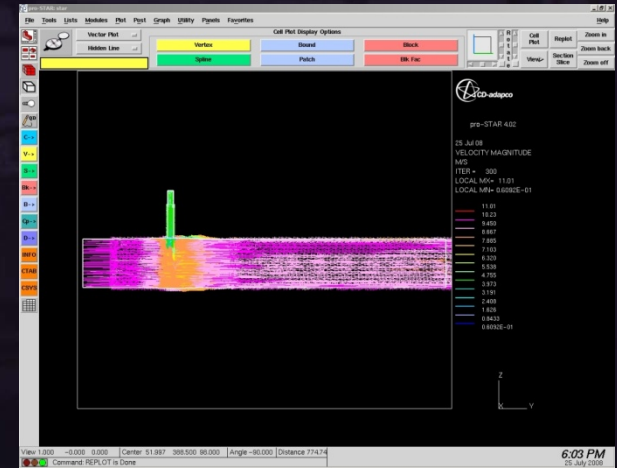 pro-STAR: star
File Tools Lists Modules Plot Post Graph Utility Panels Favorites Help
Vector Plot
Hidden Line
Cell Plot Display Options
Vertex Bound Block
Spline Patch Blk Fac
Cell Plot
Replot
Zoom in
Zoom back
View
Section Slice
Zoom off
C->
V->
S->
Bk->
B->
Cp->
D->
INFO
CTAB
CSYS
CD-adapco
pro-STAR 4.02
25 Jul 08
VELOCITY MAGNITUDE
M/S
ITER = 300
LOCAL MX= 11.01
LOCAL MN= 0.6092E-01
11.01
10.23
9.450
8.667
7.885
7.103
6.320
5.538
4.755
3.973
3.191
2.408
1.626
0.8433
0.6092E-01
Z
X Y
View 1.000 -0.000 0.000 Center 51.997 388.500 98.000 Angle -90.000 Distance 774.74
Command: REPLOT is Done
6:03 PM
25 July 2008